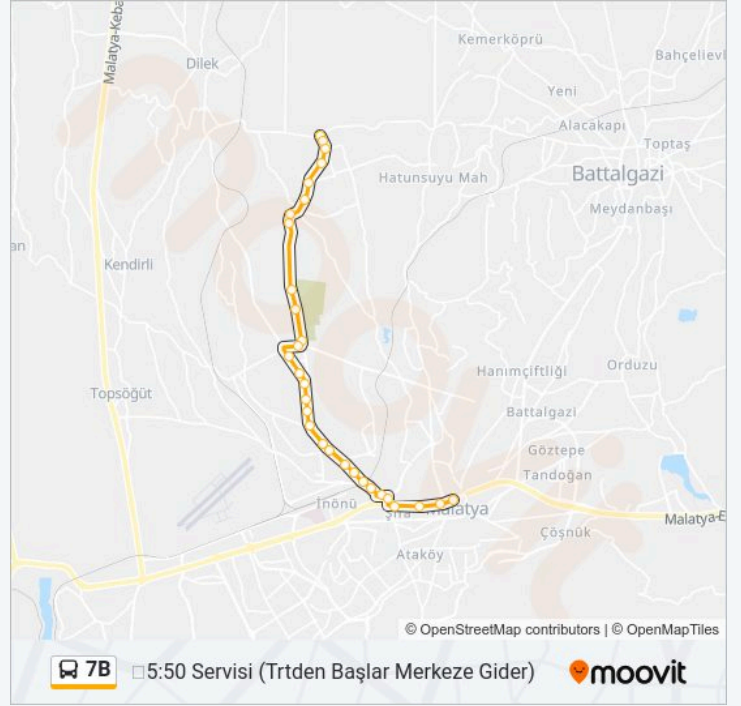 Malatya-Keba
Dilek
Kemerköprü
Bahçelievl
Yeni
Alacakapı
Toptaş
Hatunsuyu Mah
Battalgazi
Meydanbaşı
an
Kendirli
Hanımçiftliği
Orduzu
Topsöğüt
Battalgazi
Göztepe
Tandoğan
İnönü
Malatya
Malatya-E
Çöşnük
Ataköy
© OpenStreetMap contributors | © OpenMapTiles
7B
□5:50 Servisi (Trtden Başlar Merkeze Gider)
moovit